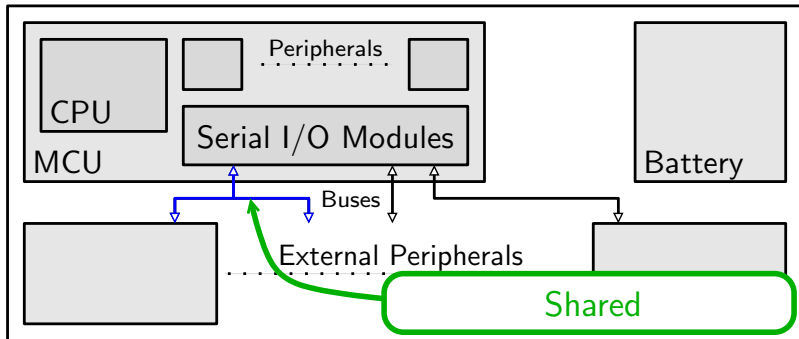 Peripherals
CPU
Serial I/O Modules
MCU
Battery
Buses
External Peripherals
Shared